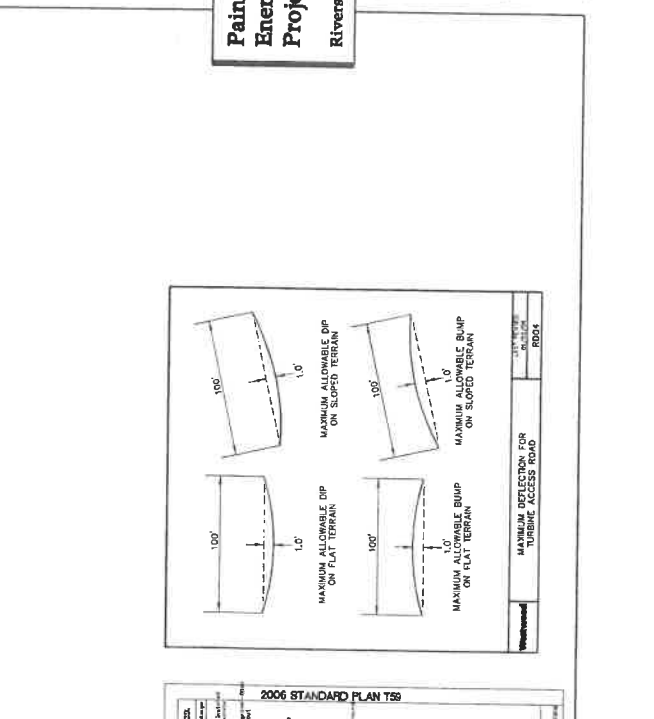 Pain
Ener
Proje
Rivers
100'
1.0'
MAXIMUM ALLOWABLE DIP
ON FLAT TERRAIN
100'
1.0'
MAXIMUM ALLOWABLE DIP
ON SLOPED TERRAIN
100'
1.0'
MAXIMUM ALLOWABLE BUMP
ON FLAT TERRAIN
100'
1.0'
MAXIMUM ALLOWABLE BUMP
ON SLOPED TERRAIN
Westwood
MAXIMUM DEFLECTION FOR
TURBINE ACCESS ROAD
RD04
2006 STANDARD PLAN T59